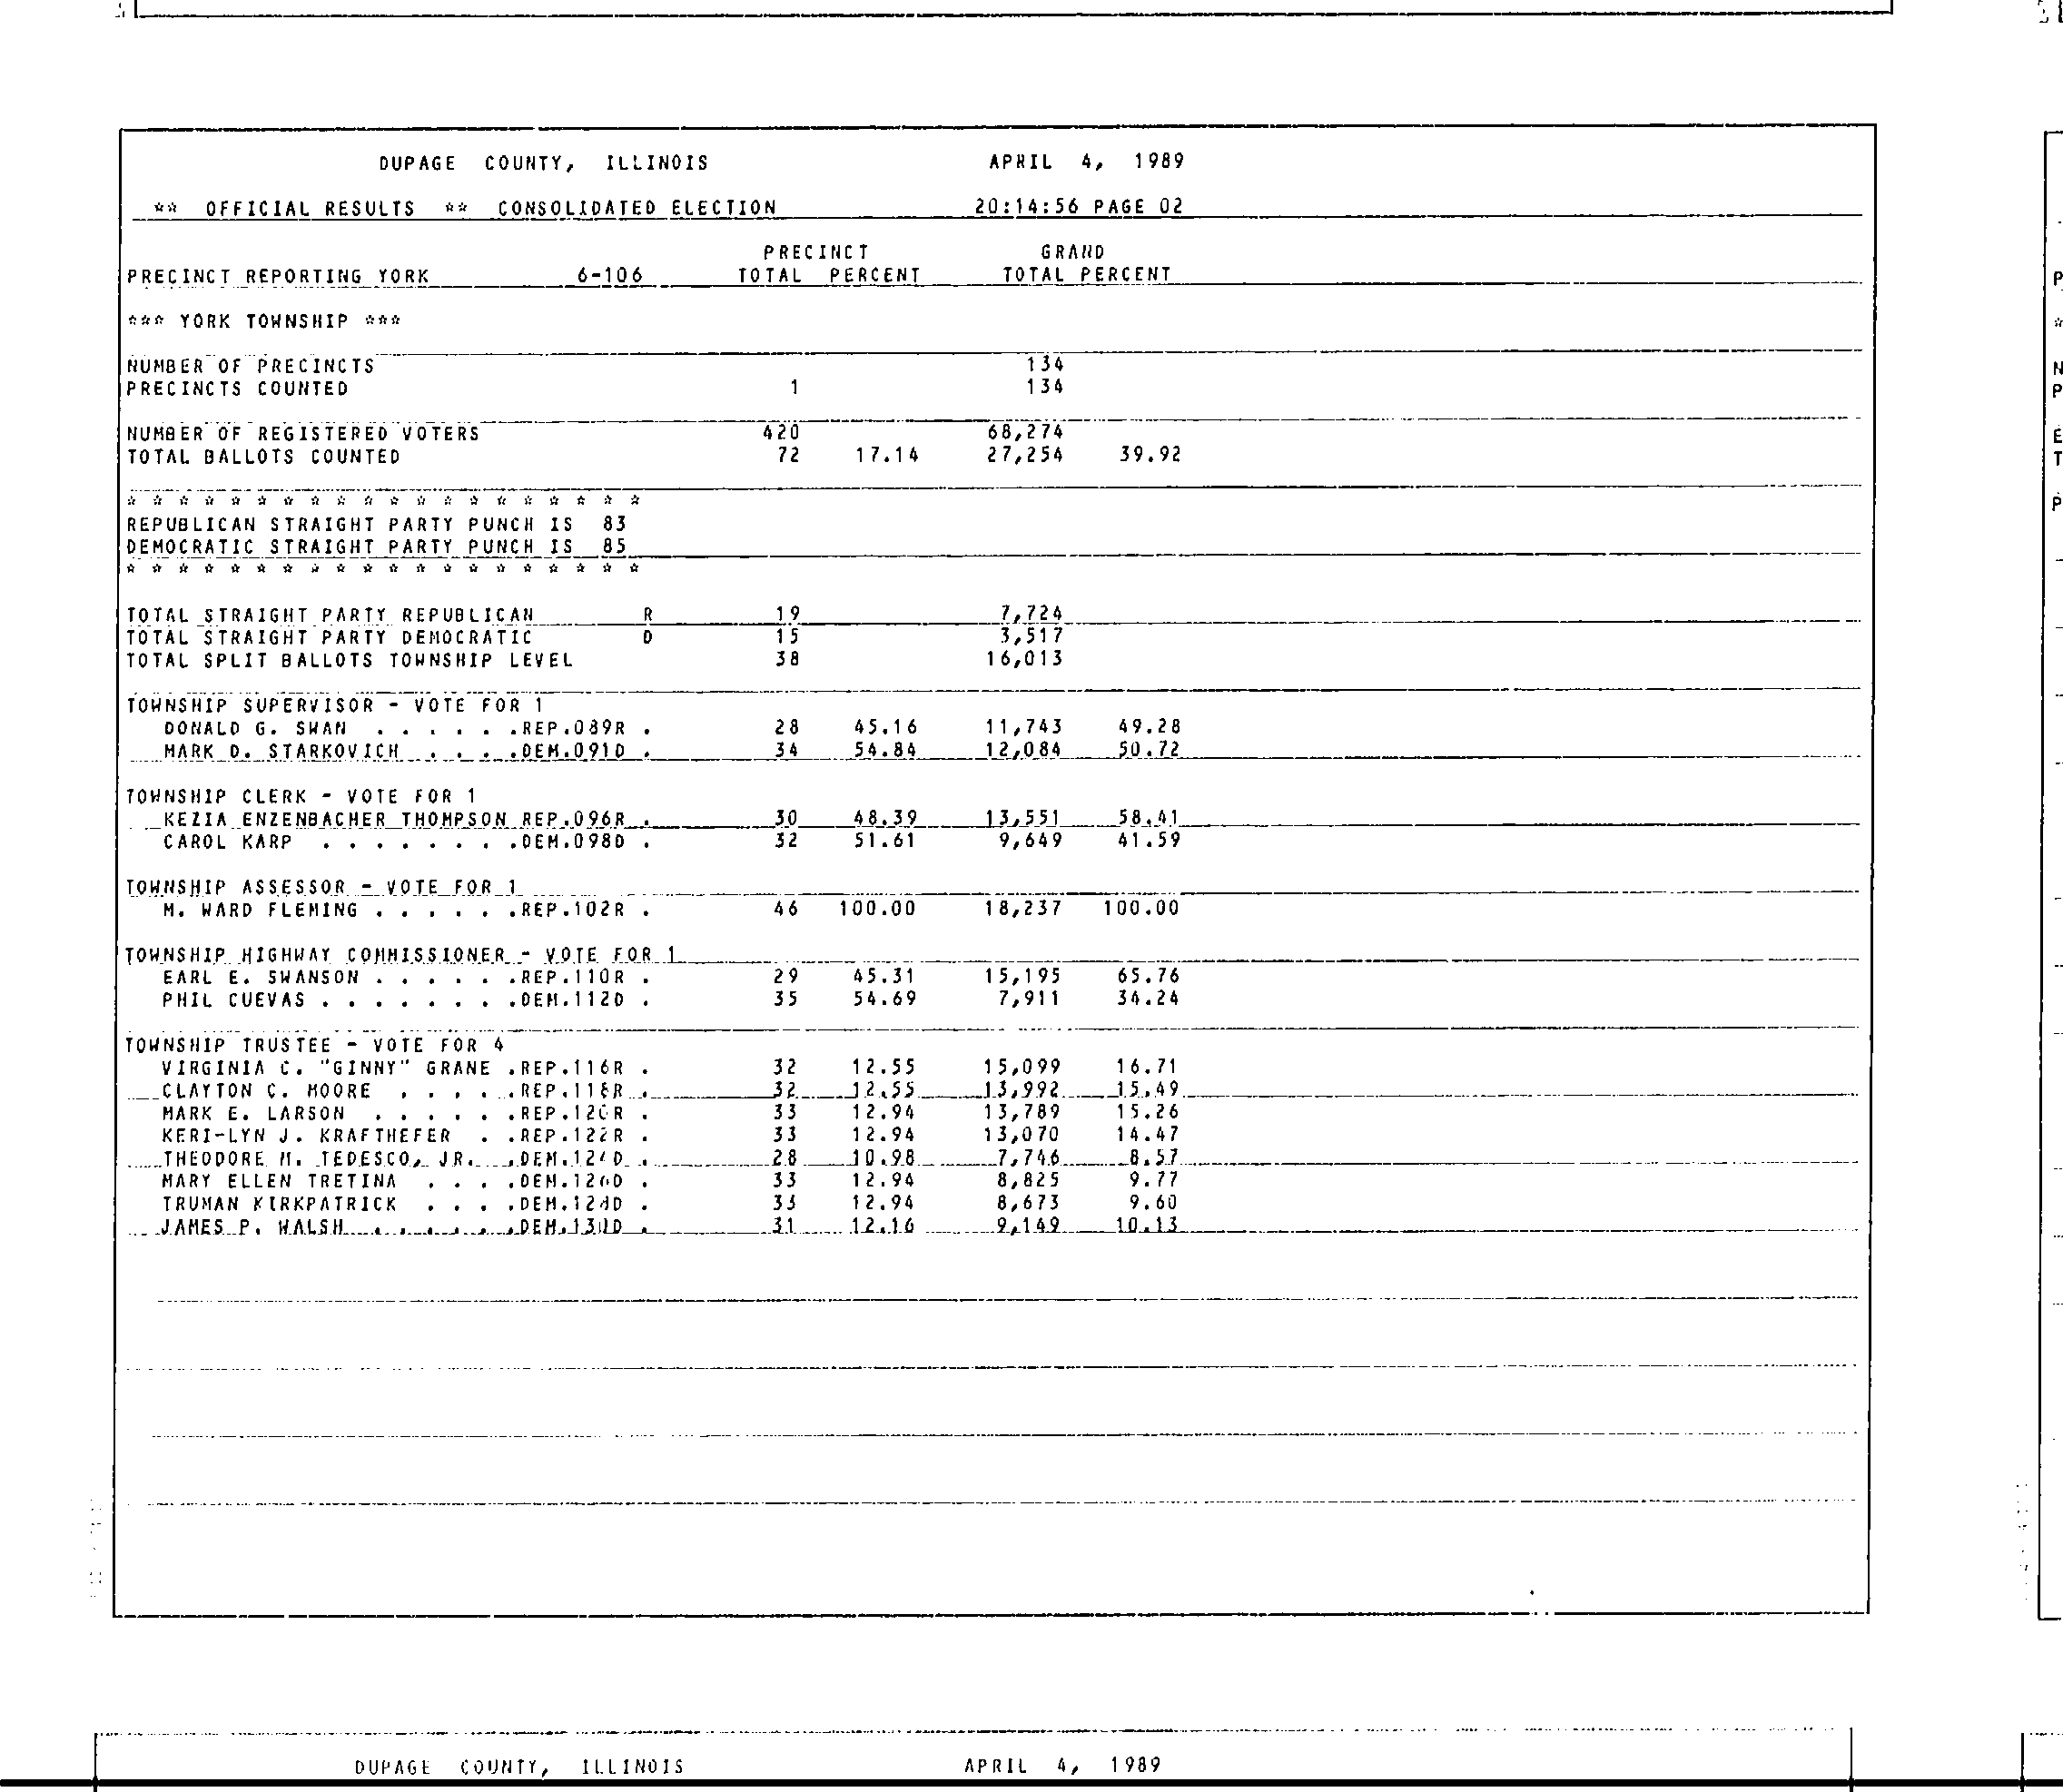 DUPAGE COUNTY, ILLINOIS APRIL 4, 1989
** OFFICIAL RESULTS ** CONSOLIDATED ELECTION 20:14:56 PAGE 02
PRECINCT GRAND
PRECINCT REPORTING YORK 6-106 TOTAL PERCENT TOTAL PERCENT
*** YORK TOWNSHIP ***
NUMBER OF PRECINCTS 134
PRECINCTS COUNTED 1 134
NUMBER OF REGISTERED VOTERS 420 68,274
TOTAL BALLOTS COUNTED 72 17.14 27,254 39.92
* * * * * * * * * * * * * * * * * * * *
REPUBLICAN STRAIGHT PARTY PUNCH IS 83
DEMOCRATIC STRAIGHT PARTY PUNCH IS 85
* * * * * * * * * * * * * * * * * * * *
TOTAL STRAIGHT PARTY REPUBLICAN R 19 7,724
TOTAL STRAIGHT PARTY DEMOCRATIC D 15 3,517
TOTAL SPLIT BALLOTS TOWNSHIP LEVEL 38 16,013
TOWNSHIP SUPERVISOR - VOTE FOR 1
DONALD G. SWAN . . . . . .REP.089R . 28 45.16 11,743 49.28
MARK D. STARKOVICH . . . .DEM.091D . 34 54.84 12,084 50.72
TOWNSHIP CLERK - VOTE FOR 1
KEZIA ENZENBACHER THOMPSON REP.096R . 30 48.39 13,551 58.41
CAROL KARP . . . . . . . .DEM.098D . 32 51.61 9,649 41.59
TOWNSHIP ASSESSOR - VOTE FOR 1
M. WARD FLEMING . . . . . .REP.102R . 46 100.00 18,237 100.00
TOWNSHIP HIGHWAY COMMISSIONER - VOTE FOR 1
EARL E. SWANSON . . . . . .REP.110R . 29 45.31 15,195 65.76
PHIL CUEVAS . . . . . . . .DEM.112D . 35 54.69 7,911 34.24
TOWNSHIP TRUSTEE - VOTE FOR 4
VIRGINIA C. "GINNY" GRANE .REP.116R . 32 12.55 15,099 16.71
CLAYTON C. MOORE . . . . .REP.118R . 32 12.55 13,992 15.49
MARK E. LARSON . . . . . .REP.120R . 33 12.94 13,789 15.26
KERI-LYN J. KRAFTHEFER . .REP.122R . 33 12.94 13,070 14.47
THEODORE M. TEDESCO, JR. .DEM.124D . 28 10.98 7,746 8.57
MARY ELLEN TRETINA . . . .DEM.126D . 33 12.94 8,825 9.77
TRUMAN KIRKPATRICK . . . .DEM.128D . 33 12.94 8,673 9.60
JAMES P. WALSH . . . . . .DEM.130D . 31 12.16 9,149 10.13
DUPAGE COUNTY, ILLINOIS APRIL 4, 1989